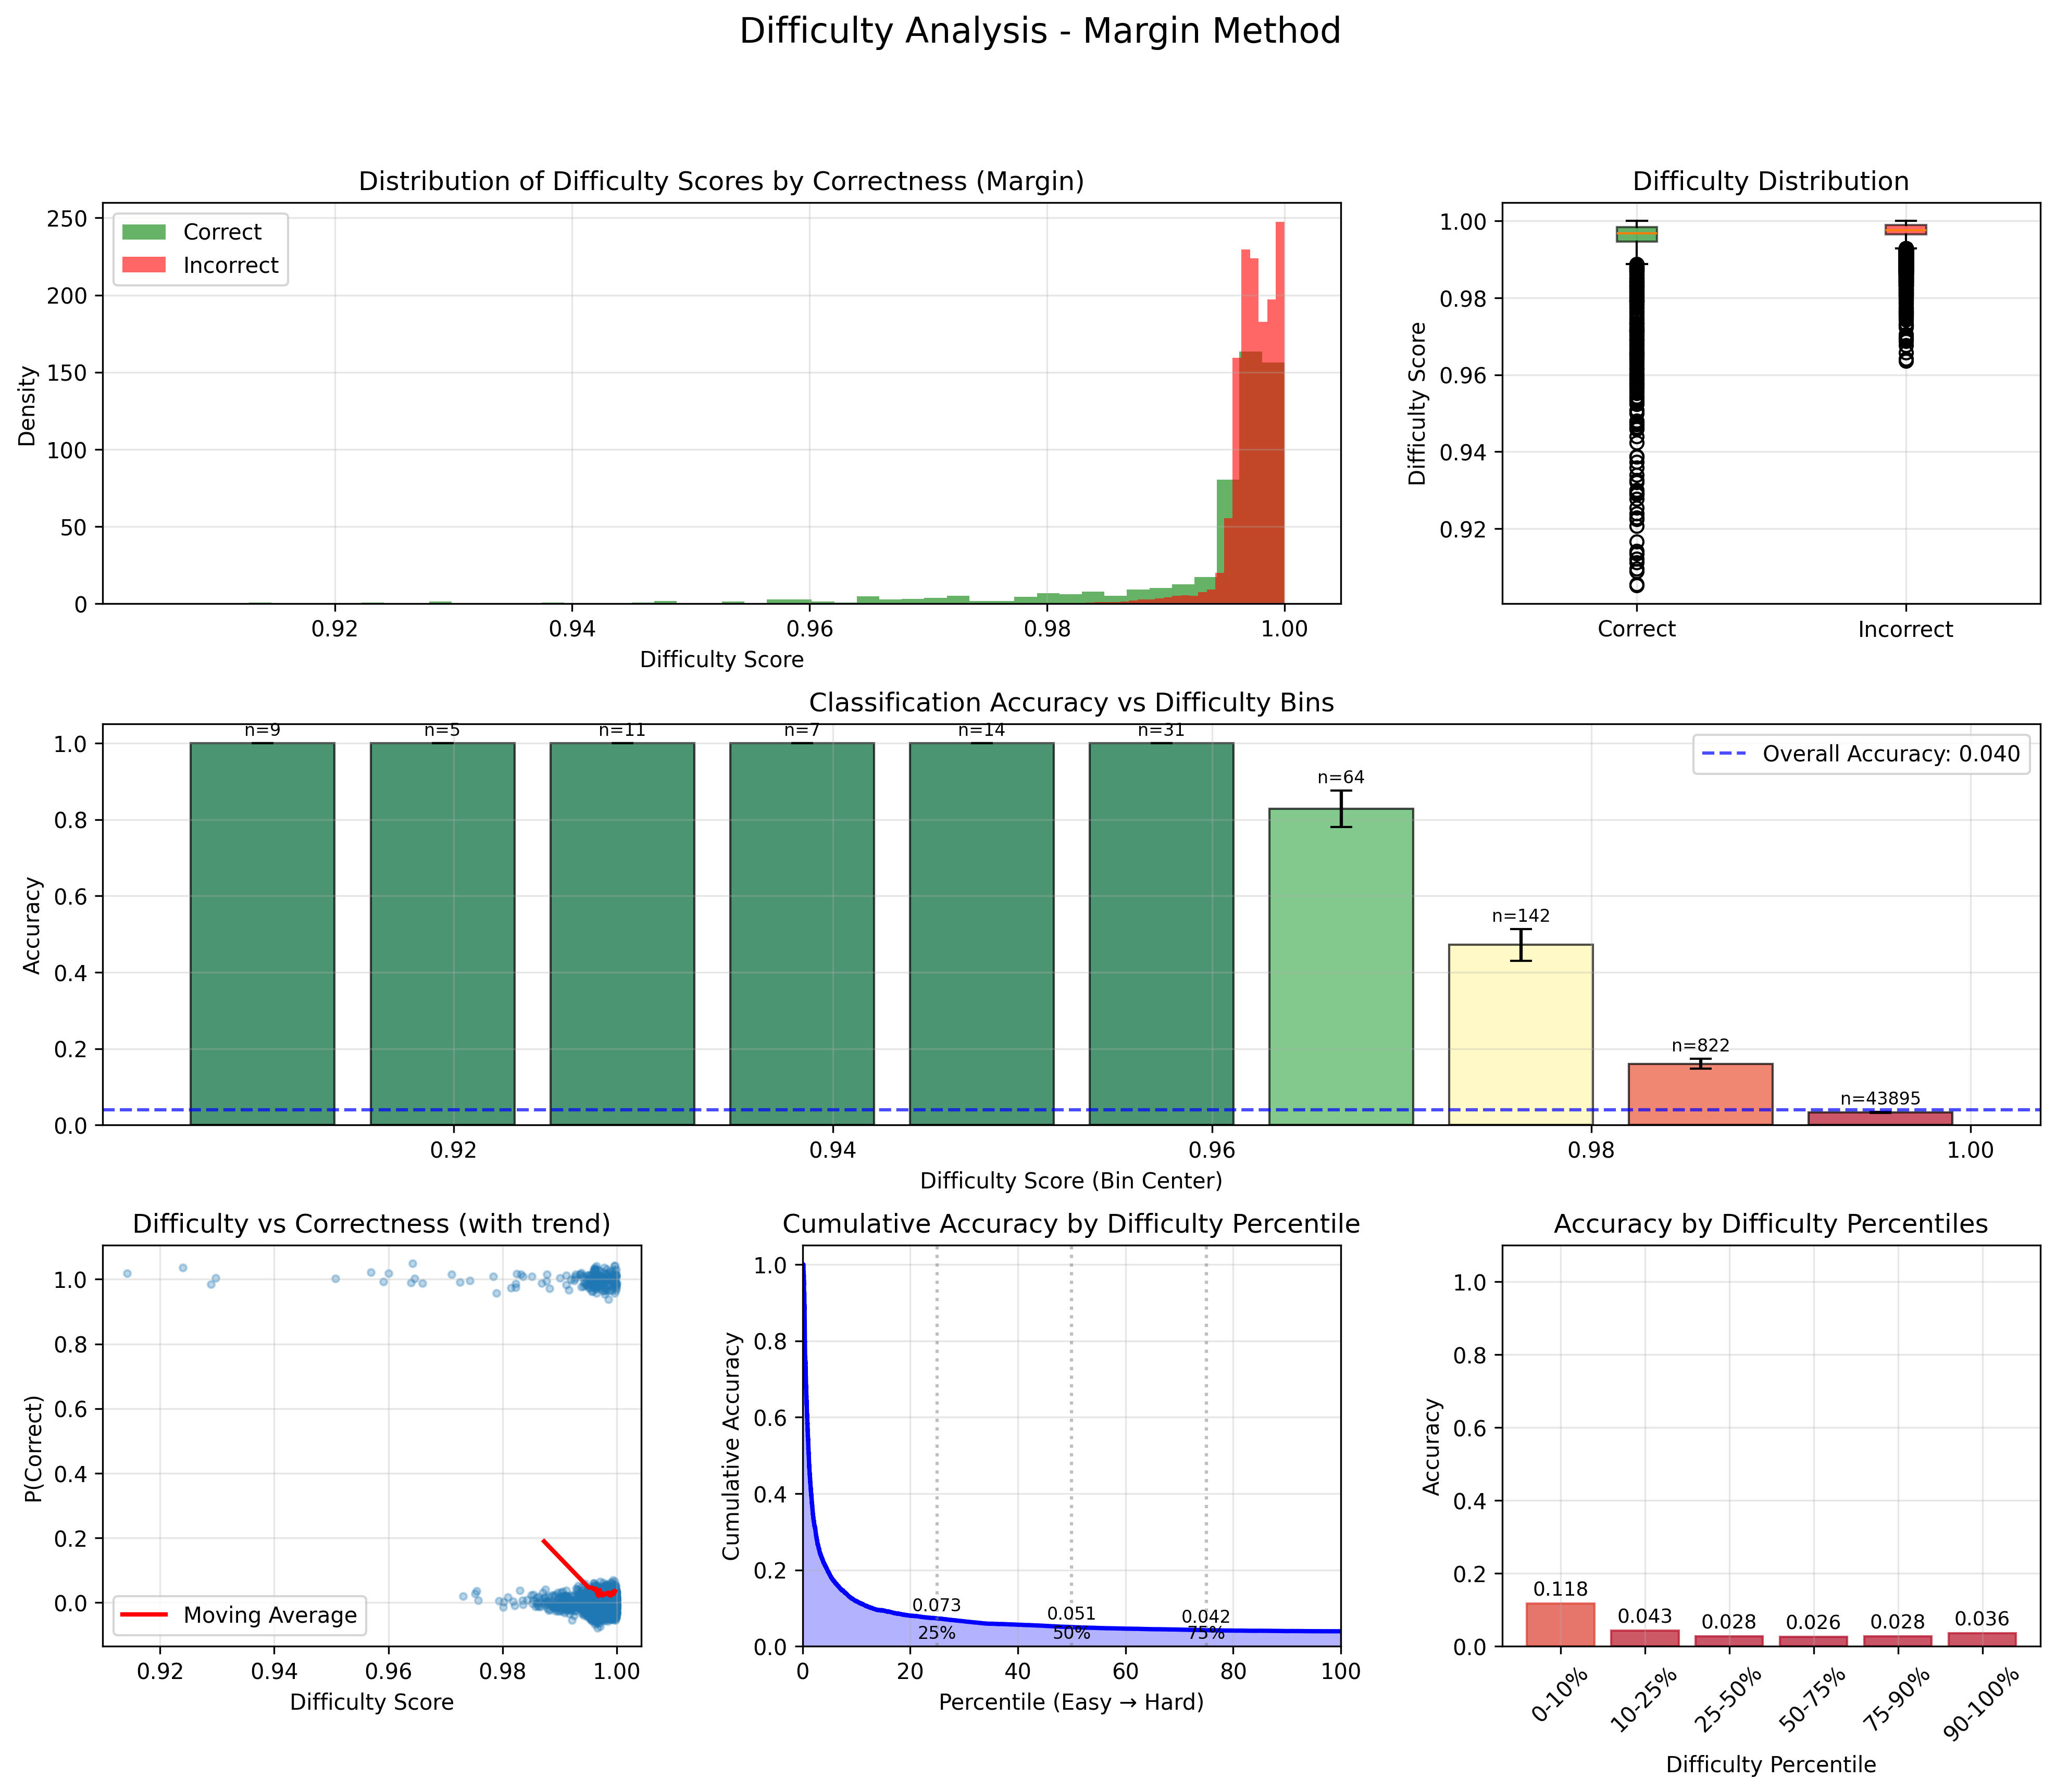 Difficulty Analysis - Margin Method
Distribution of Difficulty Scores by Correctness (Margin)
Correct
Incorrect
Density
250
200
150
100
50
0
0.92
0.94
0.96
0.98
1.00
Difficulty Score
Difficulty Distribution
Difficulty Score
1.00
0.98
0.96
0.94
0.92
Correct
Incorrect
Classification Accuracy vs Difficulty Bins
Overall Accuracy: 0.040
Accuracy
1.0
0.8
0.6
0.4
0.2
0.0
n=9
n=5
n=11
n=7
n=14
n=31
n=64
n=142
n=822
n=43895
0.92
0.94
0.96
0.98
1.00
Difficulty Score (Bin Center)
Difficulty vs Correctness (with trend)
P(Correct)
1.0
0.8
0.6
0.4
0.2
0.0
Moving Average
0.92
0.94
0.96
0.98
1.00
Difficulty Score
Cumulative Accuracy by Difficulty Percentile
Cumulative Accuracy
1.0
0.8
0.6
0.4
0.2
0.0
0.073
25%
0.051
50%
0.042
75%
0
20
40
60
80
100
Percentile (Easy → Hard)
Accuracy by Difficulty Percentiles
Accuracy
1.0
0.8
0.6
0.4
0.2
0.0
0.118
0.043
0.028
0.026
0.028
0.036
0-10%
10-25%
25-50%
50-75%
75-90%
90-100%
Difficulty Percentile